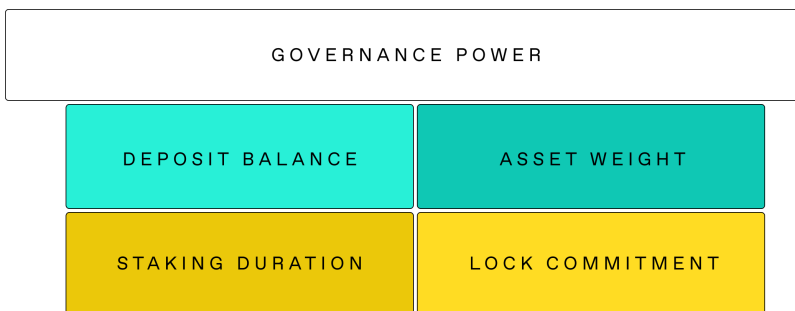 GOVERNANCE POWER
DEPOSIT BALANCE
ASSET WEIGHT
STAKING DURATION
LOCK COMMITMENT